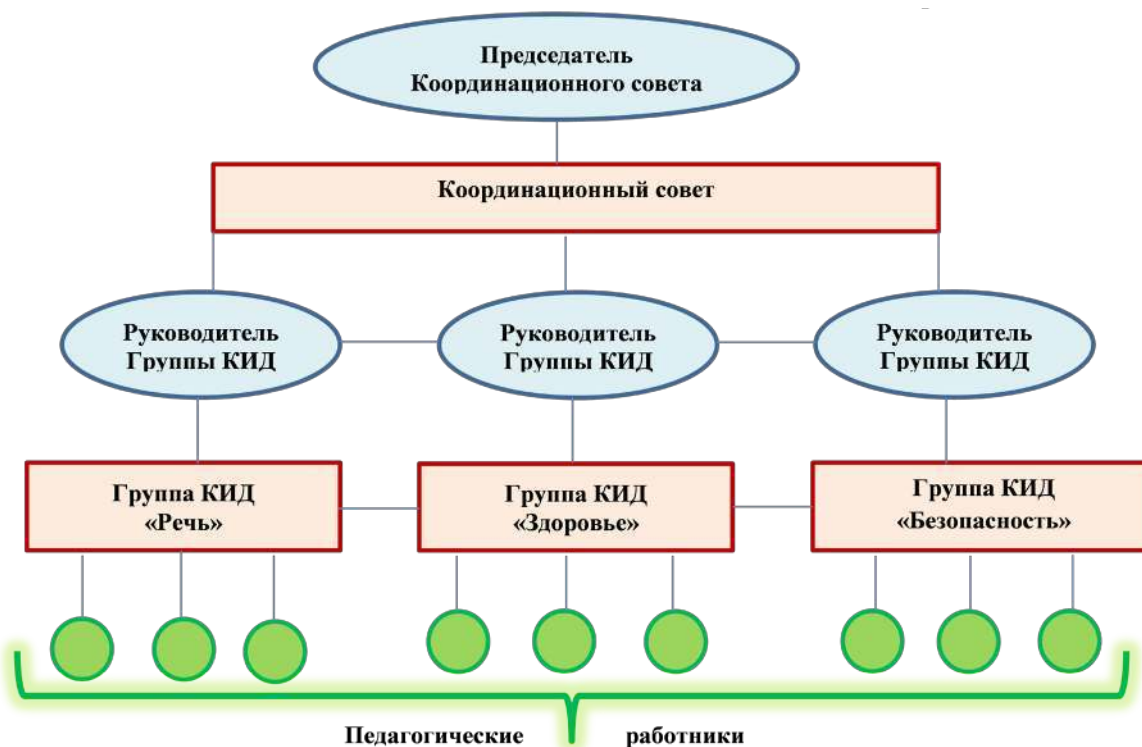 Председатель
Координационного совета
Координационный совет
Руководитель
Группы КИД
Руководитель
Группы КИД
Руководитель
Группы КИД
Группа КИД
«Речь»
Группа КИД
«Здоровье»
Группа КИД
«Безопасность»
Педагогические работники